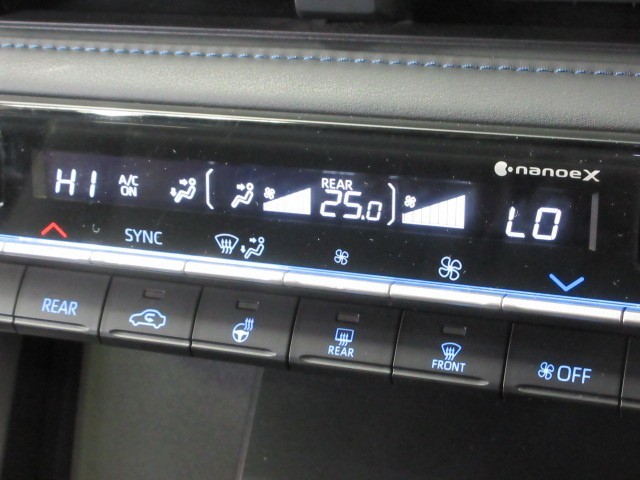 nanoeX
HI A/C ON REAR 25.0 LO
SYNC
REAR REAR FRONT OFF